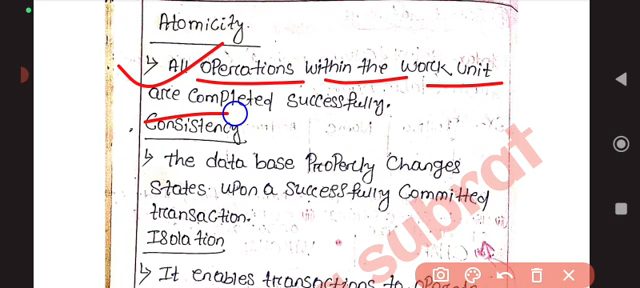 Atomicity.
↳ All operations within the work unit
are completed successfully.
Consistency
↳ the data base Properly Changes
States upon a successfully Committed
transaction.
Isolation
↳ It enables transactions to operate
subrat